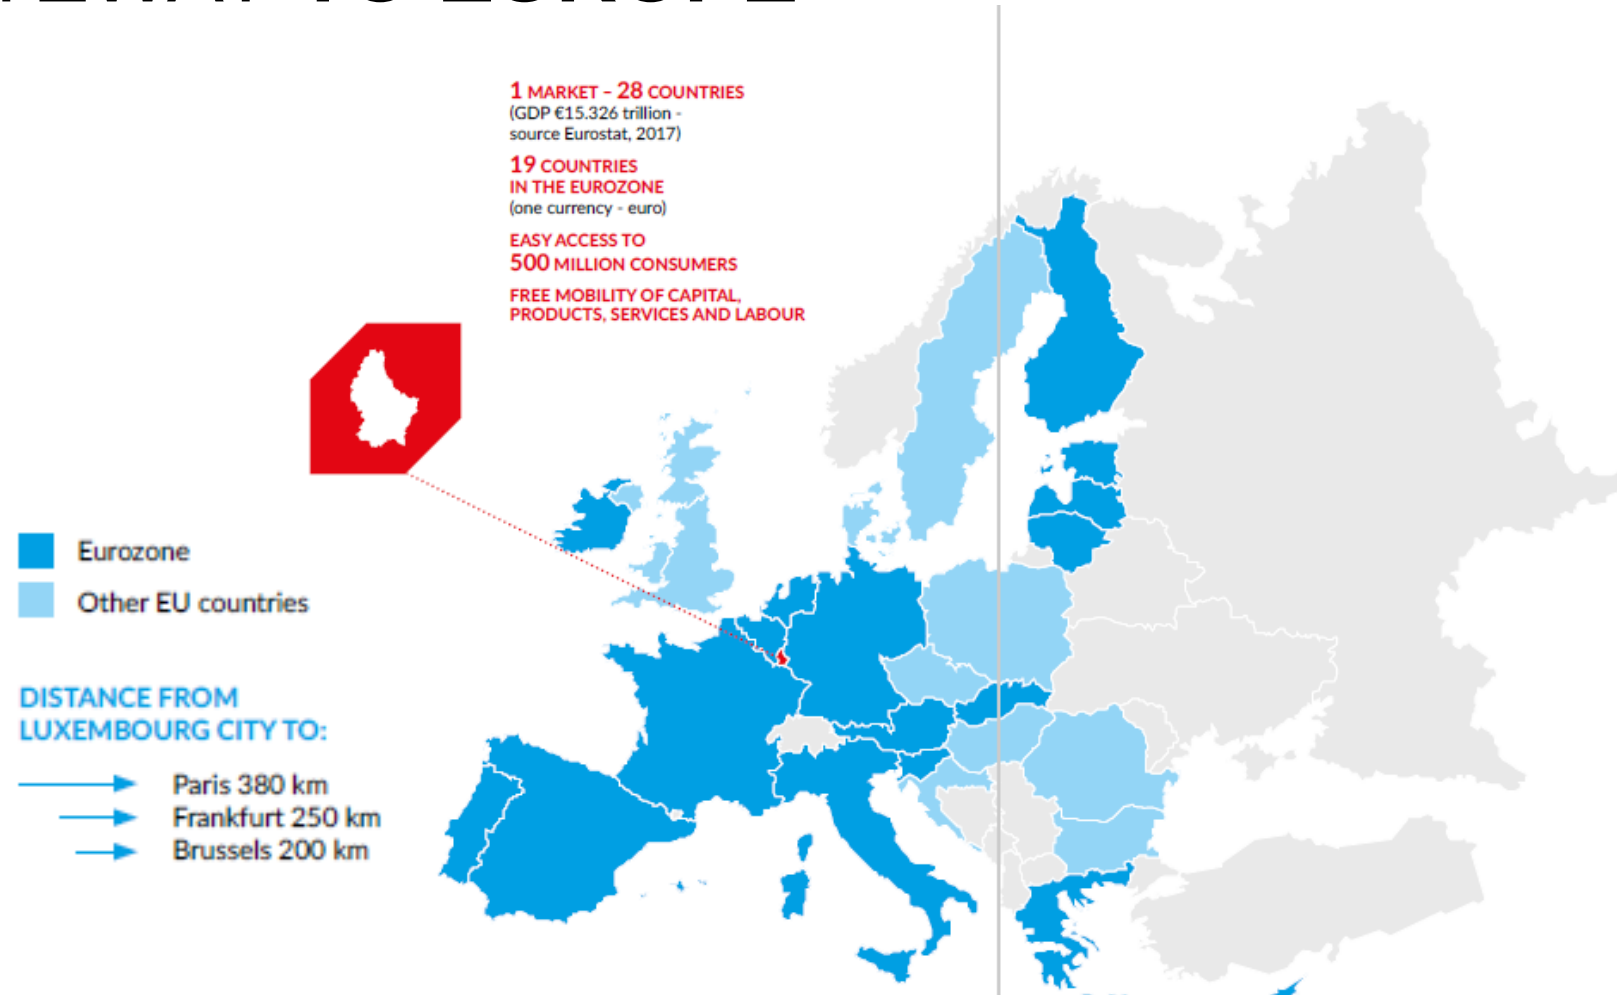 TO EUROPE
1 MARKET – 28 COUNTRIES
(GDP €15.326 trillion -
source Eurostat, 2017)
19 COUNTRIES
IN THE EUROZONE
(one currency - euro)
EASY ACCESS TO
500 MILLION CONSUMERS
FREE MOBILITY OF CAPITAL,
PRODUCTS, SERVICES AND LABOUR
Eurozone
Other EU countries
DISTANCE FROM
LUXEMBOURG CITY TO:
Paris 380 km
Frankfurt 250 km
Brussels 200 km